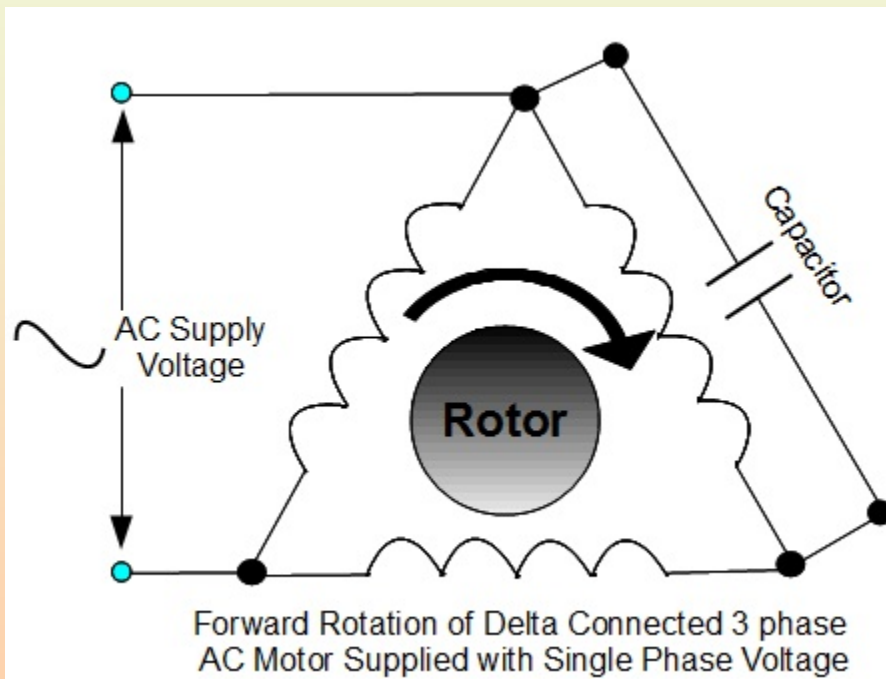 Capacitor
AC Supply
Voltage
Rotor
Forward Rotation of Delta Connected 3 phase
AC Motor Supplied with Single Phase Voltage